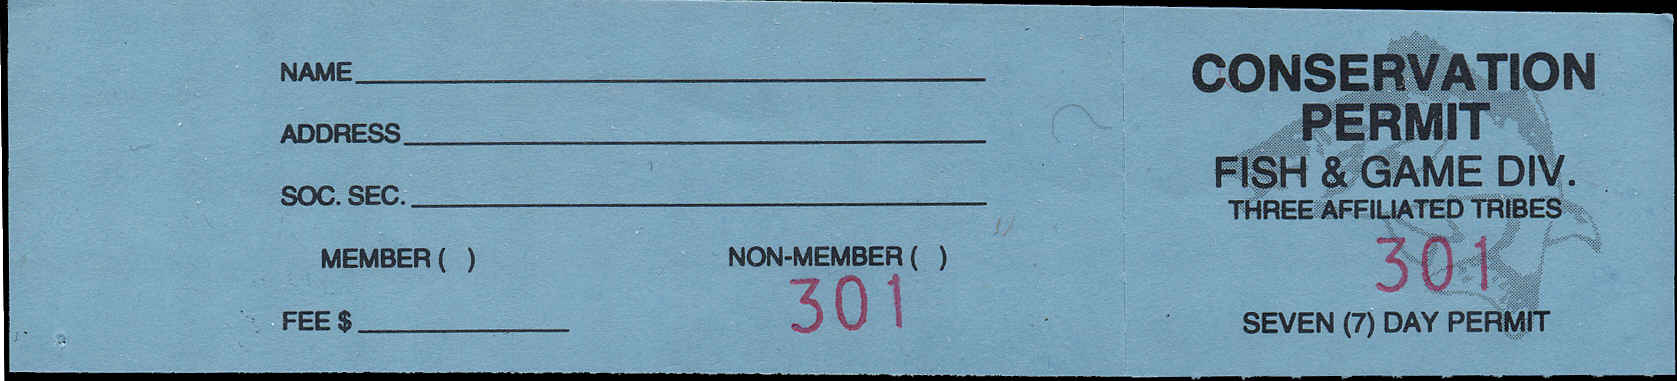 NAME
ADDRESS
SOC. SEC.
MEMBER ( )    NON-MEMBER ( )
301
FEE $
CONSERVATION
PERMIT
FISH & GAME DIV.
THREE AFFILIATED TRIBES
301
SEVEN (7) DAY PERMIT